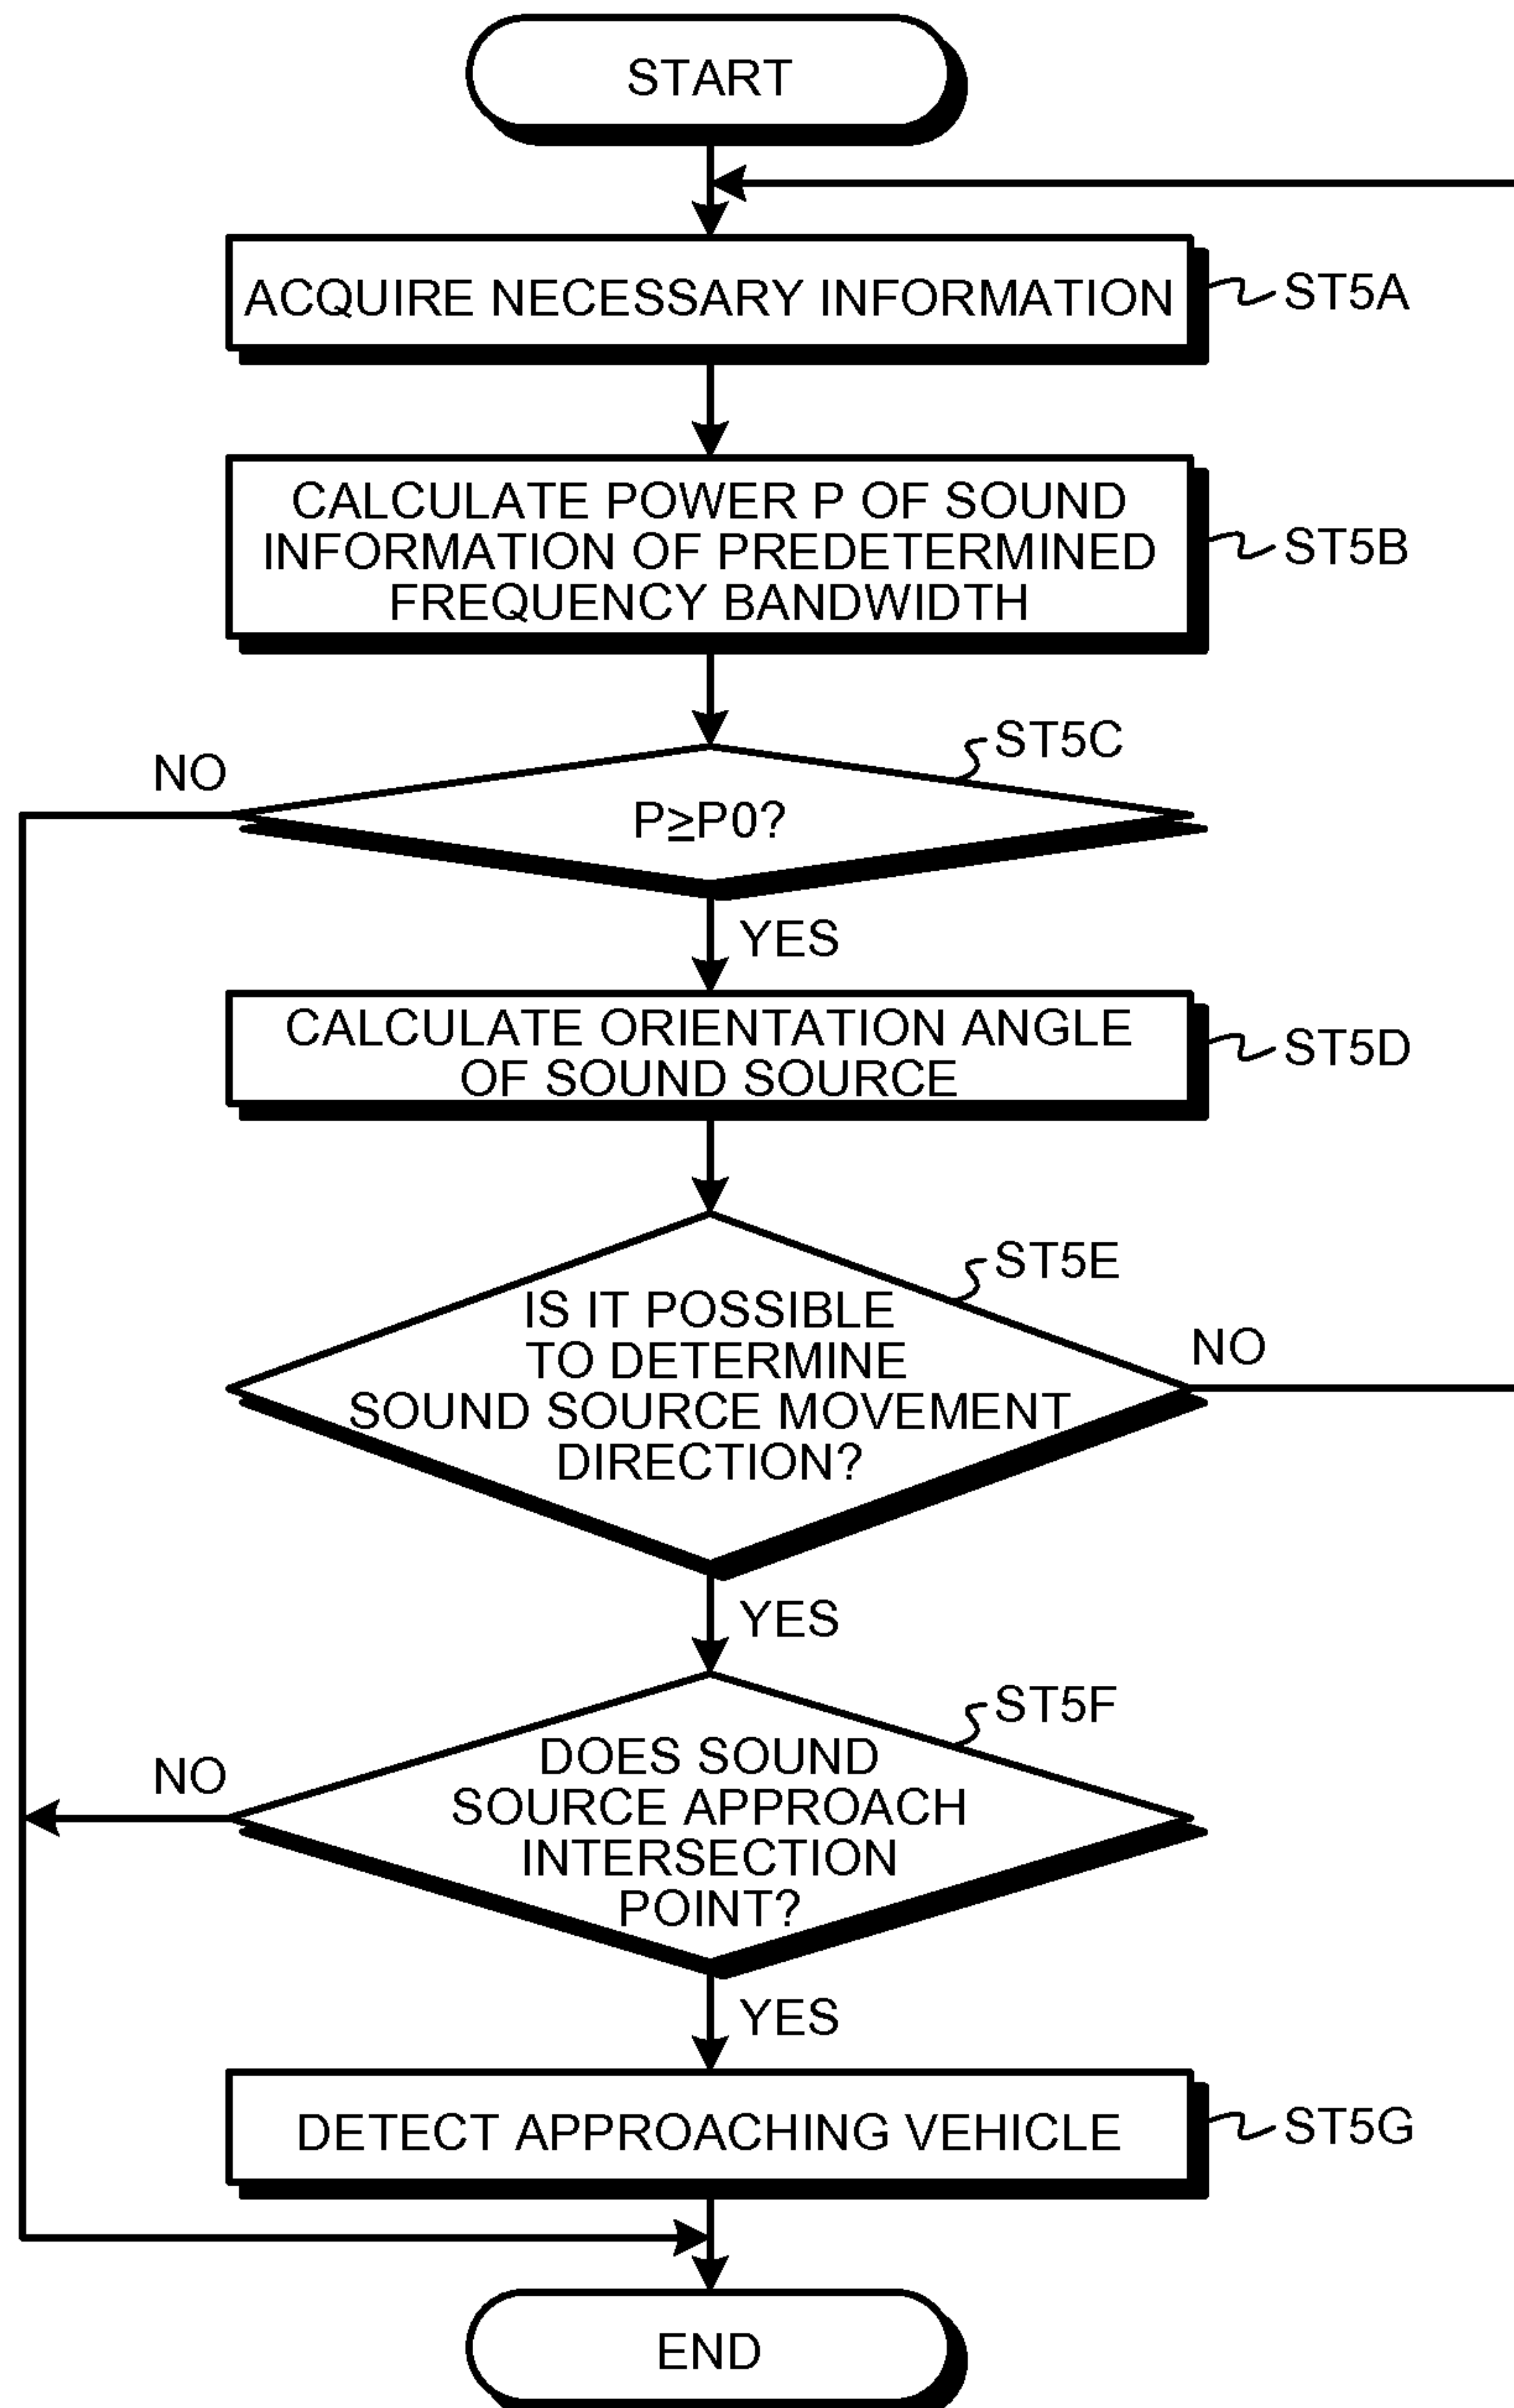 START
ACQUIRE NECESSARY INFORMATION
ST5A
CALCULATE POWER P OF SOUND
INFORMATION OF PREDETERMINED
FREQUENCY BANDWIDTH
ST5B
ST5C
NO
P≥P0?
YES
CALCULATE ORIENTATION ANGLE
OF SOUND SOURCE
ST5D
ST5E
IS IT POSSIBLE
TO DETERMINE
SOUND SOURCE MOVEMENT
DIRECTION?
NO
YES
ST5F
NO
DOES SOUND
SOURCE APPROACH
INTERSECTION
POINT?
YES
DETECT APPROACHING VEHICLE
ST5G
END